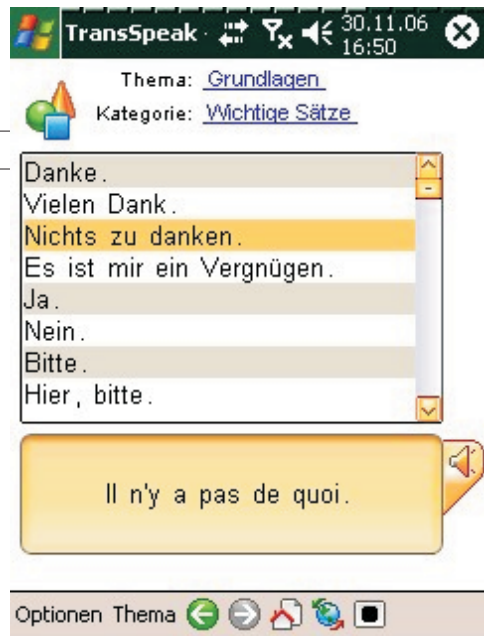 TransSpeak 30.11.06
16:50
Thema: Grundlagen
Kategorie: Wichtige Sätze
Danke.
Vielen Dank.
Nichts zu danken.
Es ist mir ein Vergnügen.
Ja.
Nein.
Bitte.
Hier, bitte.
Il n'y a pas de quoi.
Optionen Thema